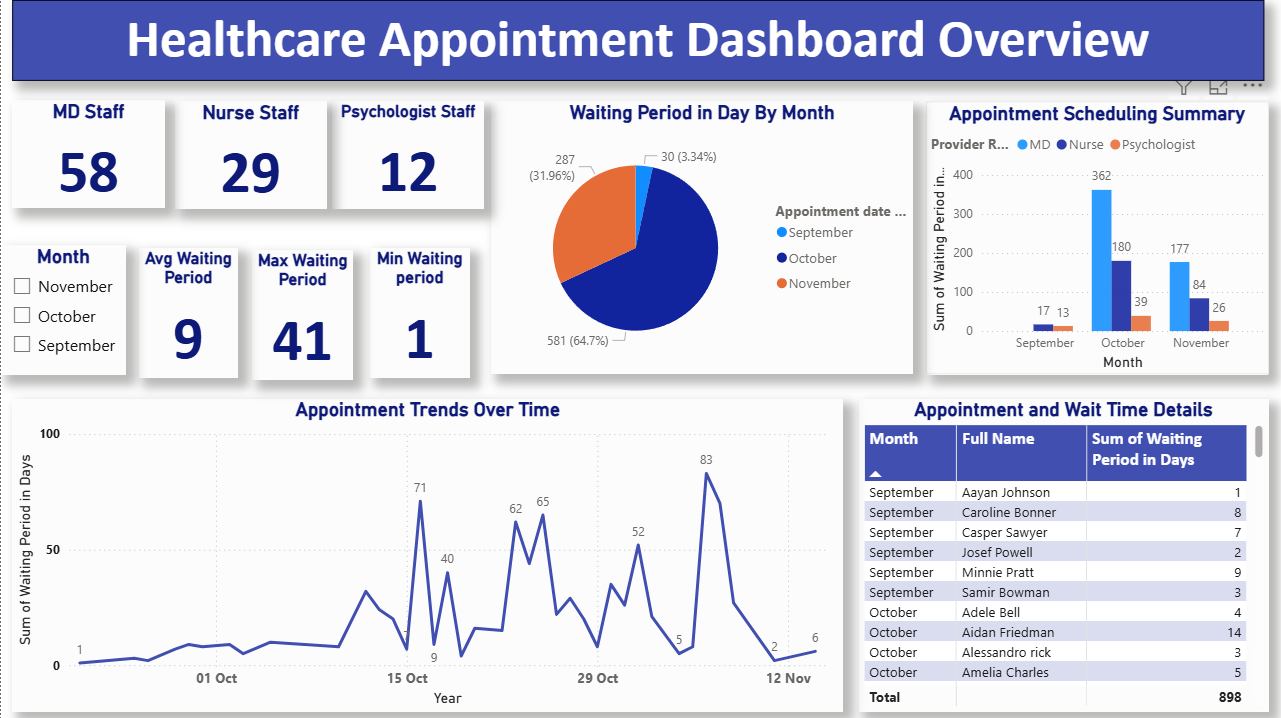 Healthcare Appointment Dashboard Overview
MD Staff
58
Nurse Staff
29
Psychologist Staff
12
Month
November
October
September
Avg Waiting
Period
9
Max Waiting
Period
41
Min Waiting
period
1
Waiting Period in Day By Month
30 (3.34%)
287
(31.96%)
581 (64.7%)
Appointment date ...
September
October
November
Appointment Scheduling Summary
Provider R... MD Nurse Psychologist
Sum of Waiting Period in...
400
300
200
100
0
17 13
362
180
39
177
84
26
September October November
Month
Appointment Trends Over Time
Sum of Waiting Period in Days
100
50
0
1
7
71
9
40
62
65
52
5
83
2
6
01 Oct 15 Oct 29 Oct 12 Nov
Year
Appointment and Wait Time Details
Month Full Name Sum of Waiting
Period in Days
September Aayan Johnson 1
September Caroline Bonner 8
September Casper Sawyer 7
September Josef Powell 2
September Minnie Pratt 9
September Samir Bowman 3
October Adele Bell 4
October Aidan Friedman 14
October Alessandro rick 3
October Amelia Charles 5
Total 898